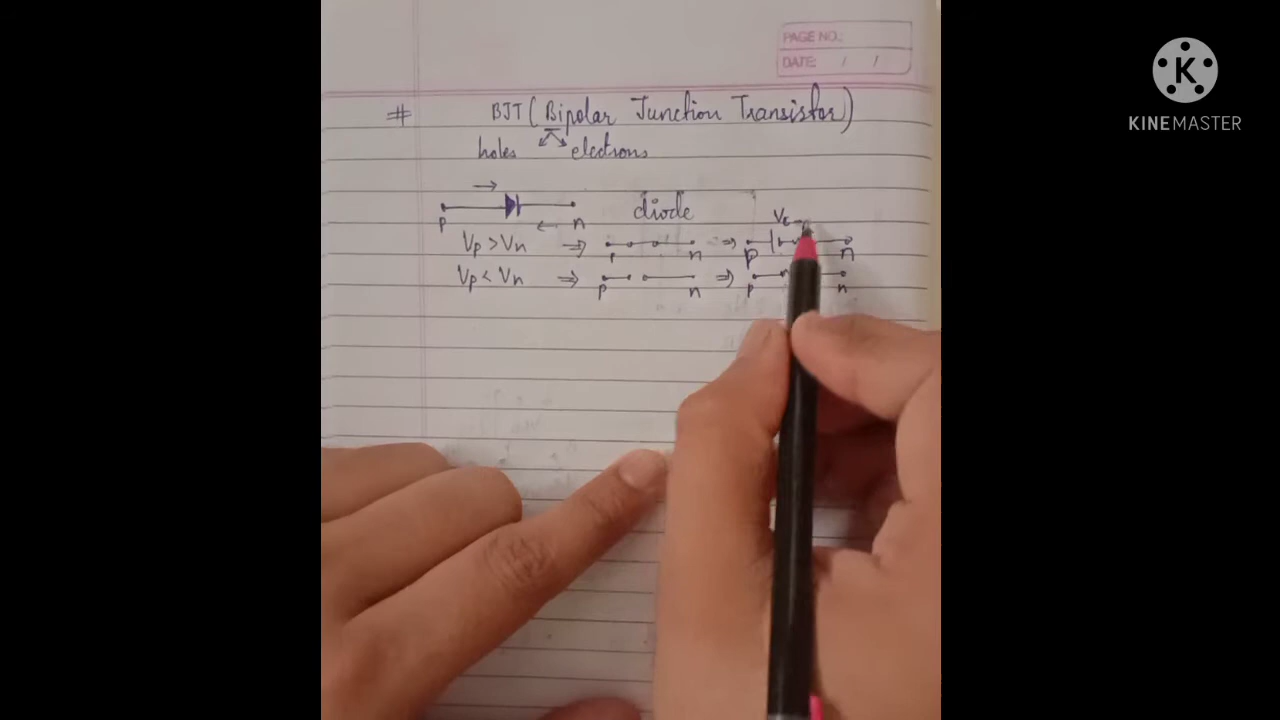 PAGE NO.:
DATE: / /
K
KINEMASTER
# BJT (Bipolar Junction Transistor)
holes electrons
p n diode
Vp > Vn ⇒ p n ⇒ p n
Vp < Vn ⇒ p n ⇒ p n